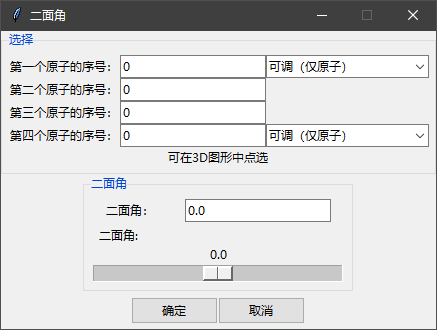 二面角
选择
第一个原子的序号： 0 可调（仅原子）
第二个原子的序号： 0
第三个原子的序号： 0
第四个原子的序号： 0 可调（仅原子）
可在3D图形中点选
二面角
二面角： 0.0
二面角:
0.0
确定 取消